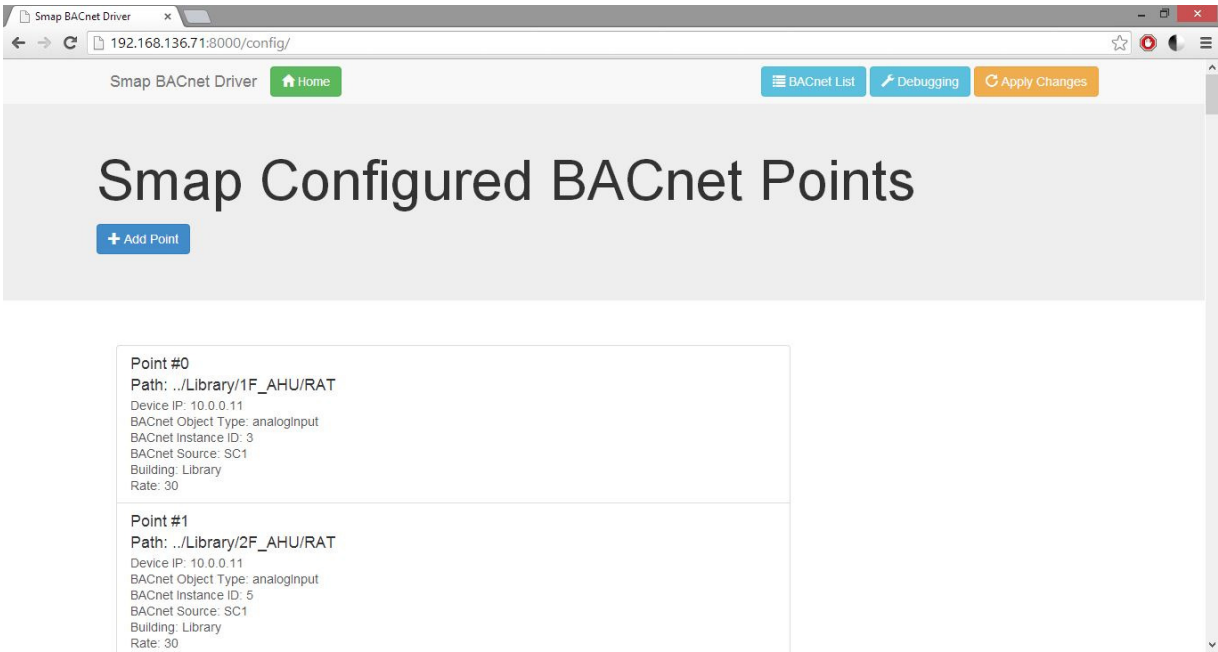 Smap BACnet Driver
192.168.136.71:8000/config/
Smap BACnet Driver Home BACnet List Debugging Apply Changes
Smap Configured BACnet Points
Add Point
Point #0
Path: ../Library/1F_AHU/RAT
Device IP: 10.0.0.11
BACnet Object Type: analogInput
BACnet Instance ID: 3
BACnet Source: SC1
Building: Library
Rate: 30
Point #1
Path: ../Library/2F_AHU/RAT
Device IP: 10.0.0.11
BACnet Object Type: analogInput
BACnet Instance ID: 5
BACnet Source: SC1
Building: Library
Rate: 30